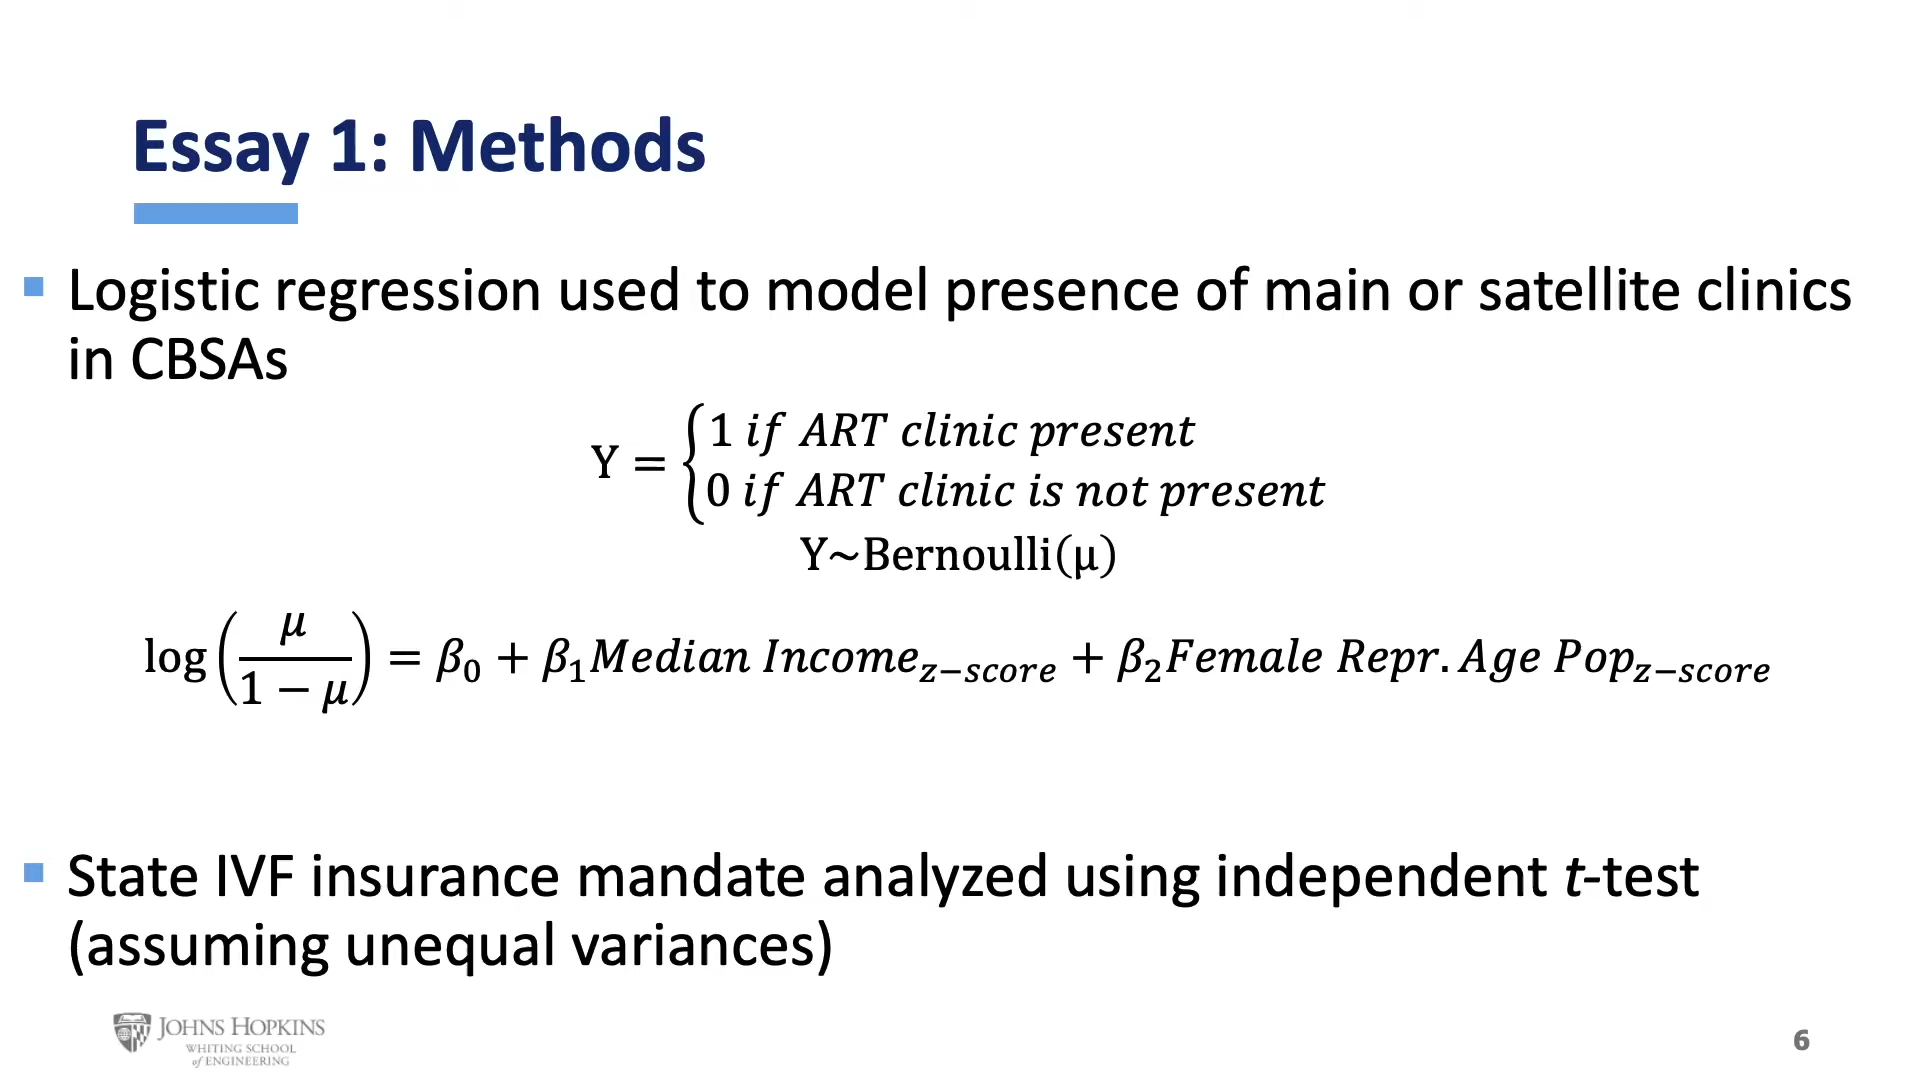 Essay 1: Methods
▪ Logistic regression used to model presence of main or satellite clinics
in CBSAs
Y = {1 if ART clinic present
0 if ART clinic is not present
Y~Bernoulli(μ)
log(μ / 1 − μ) = β₀ + β₁Median Income_z−score + β₂Female Repr. Age Pop_z−score
▪ State IVF insurance mandate analyzed using independent t-test
(assuming unequal variances)
JOHNS HOPKINS
WHITING SCHOOL
of ENGINEERING
6